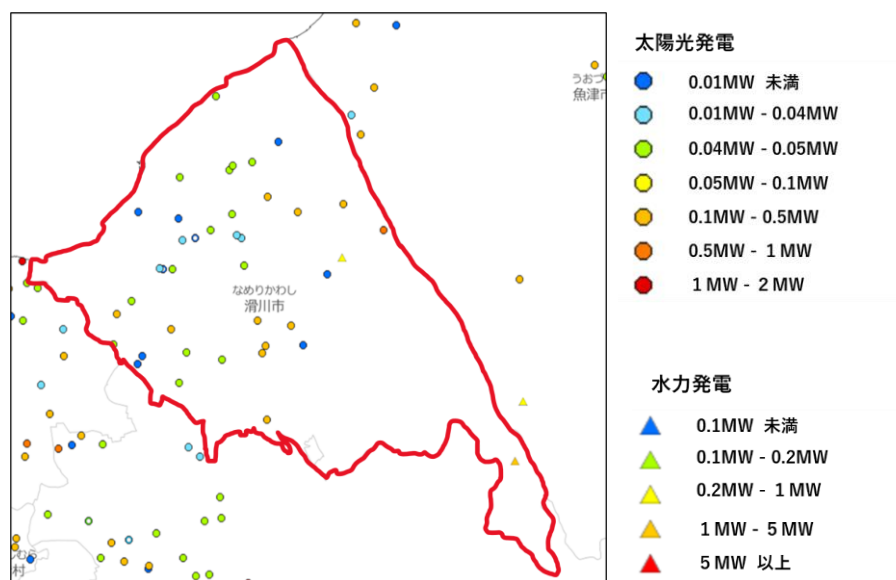 うおづ
魚津市
なめりかわし
滑川市
むら
村
太陽光発電
0.01MW 未満
0.01MW - 0.04MW
0.04MW - 0.05MW
0.05MW - 0.1MW
0.1MW - 0.5MW
0.5MW - 1 MW
1 MW - 2 MW
水力発電
0.1MW 未満
0.1MW - 0.2MW
0.2MW - 1 MW
1 MW - 5 MW
5 MW 以上